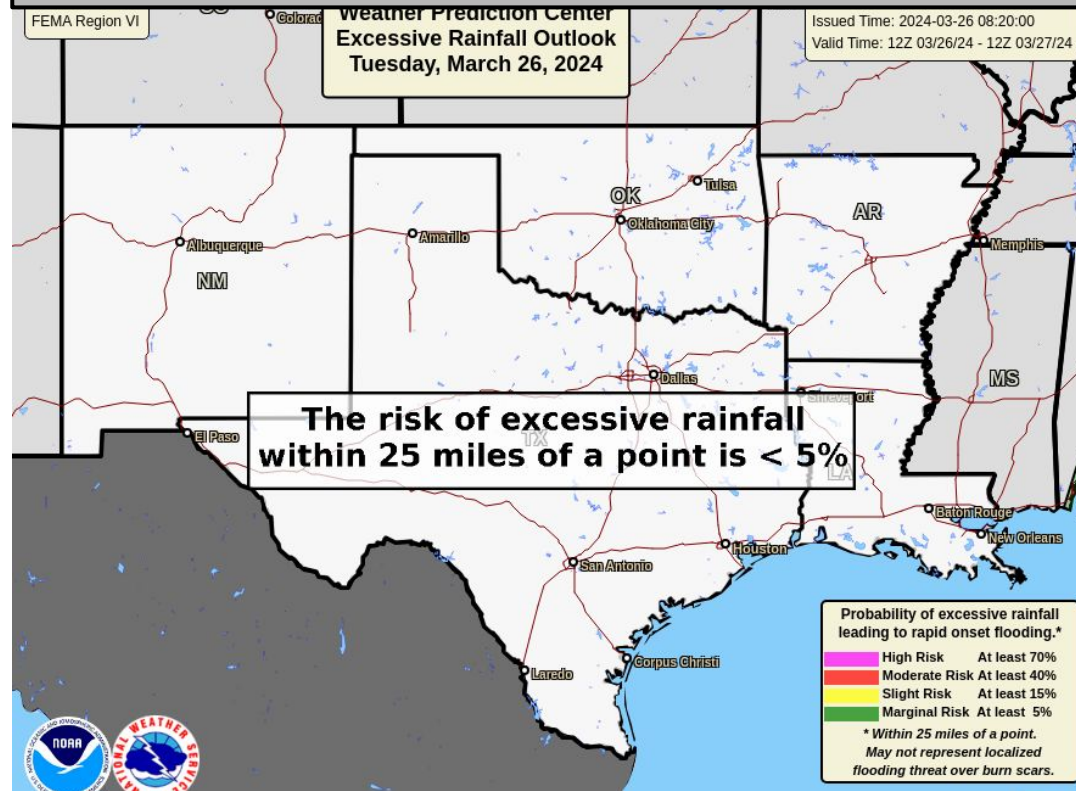 FEMA Region VI
Weather Prediction Center
Excessive Rainfall Outlook
Tuesday, March 26, 2024
Issued Time: 2024-03-26 08:20:00
Valid Time: 12Z 03/26/24 - 12Z 03/27/24
Tulsa
OK
Oklahoma City
AR
Albuquerque
Amarillo
Memphis
NM
Dallas
MS
Shreveport
The risk of excessive rainfall
within 25 miles of a point is < 5%
El Paso
TX
LA
Baton Rouge
New Orleans
Houston
San Antonio
Corpus Christi
Laredo
Probability of excessive rainfall
leading to rapid onset flooding.*
High Risk At least 70%
Moderate Risk At least 40%
Slight Risk At least 15%
Marginal Risk At least 5%
* Within 25 miles of a point.
May not represent localized
flooding threat over burn scars.
NOAA
NATIONAL WEATHER SERVICE